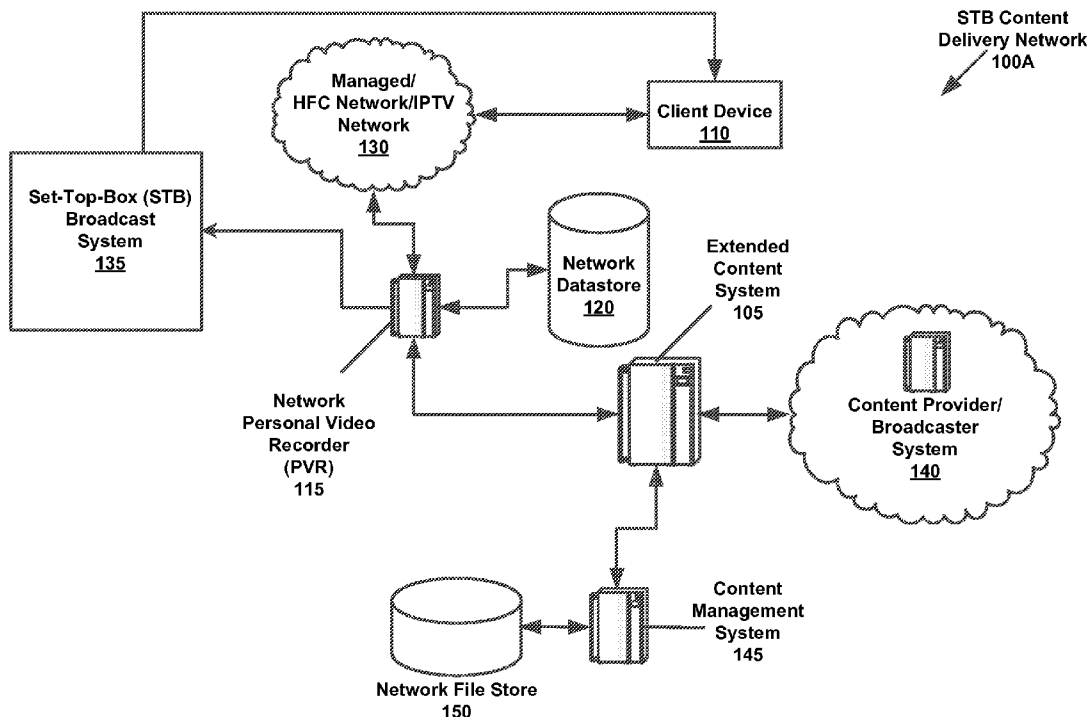 STB Content
Delivery Network
100A
Managed/
HFC Network/IPTV
Network
130
Client Device
110
Set-Top-Box (STB)
Broadcast
System
135
Network
Datastore
120
Extended
Content
System
105
Network
Personal Video
Recorder
(PVR)
115
Content Provider/
Broadcaster
System
140
Content
Management
System
145
Network File Store
150